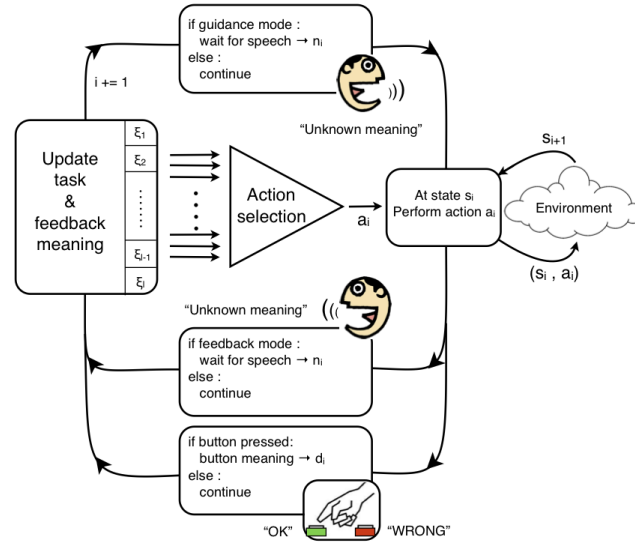 if guidance mode :
wait for speech → nᵢ
else :
continue
i += 1
"Unknown meaning"
Update
task
&
feedback
meaning
ξ₁
ξ₂
ξⱼ₋₁
ξⱼ
Action
selection
aᵢ
At state sᵢ
Perform action aᵢ
sᵢ₊₁
Environment
(sᵢ , aᵢ)
"Unknown meaning"
if feedback mode :
wait for speech → nᵢ
else :
continue
if button pressed:
button meaning → dᵢ
else :
continue
"OK"
"WRONG"